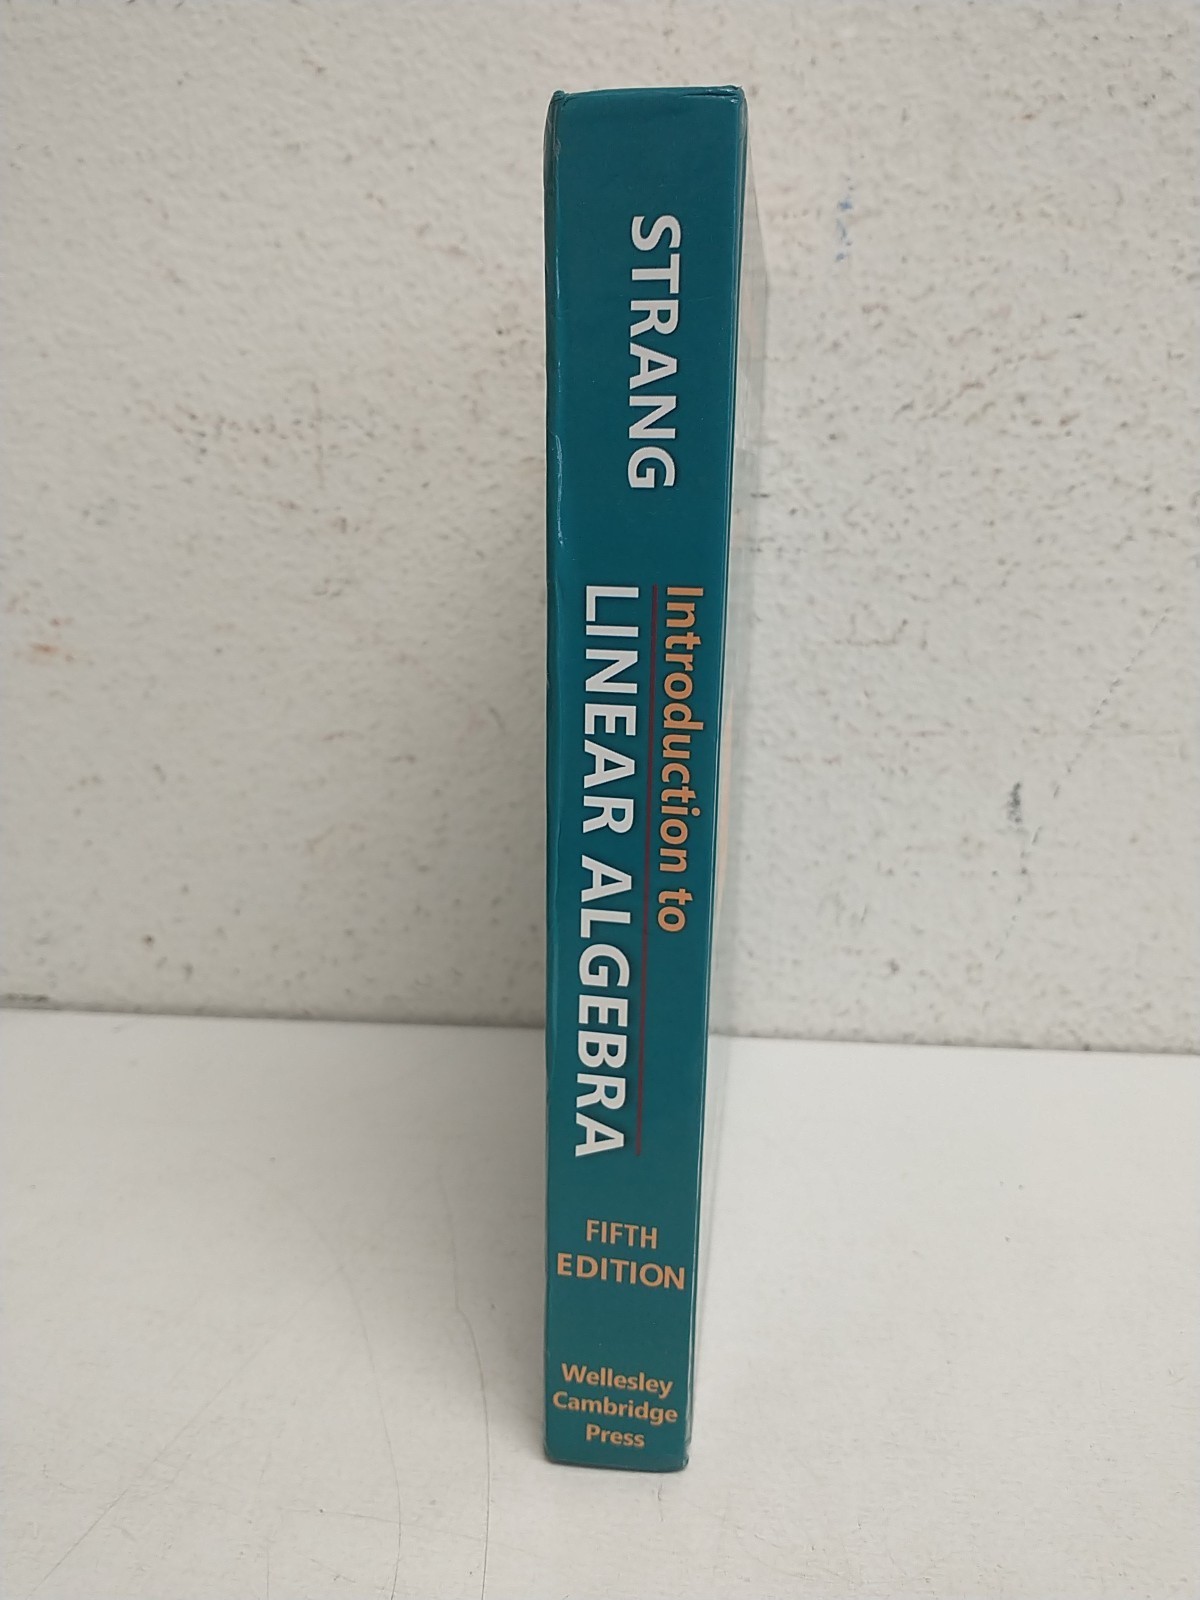 STRANG
Introduction to
LINEAR ALGEBRA
FIFTH
EDITION
Wellesley
Cambridge
Press